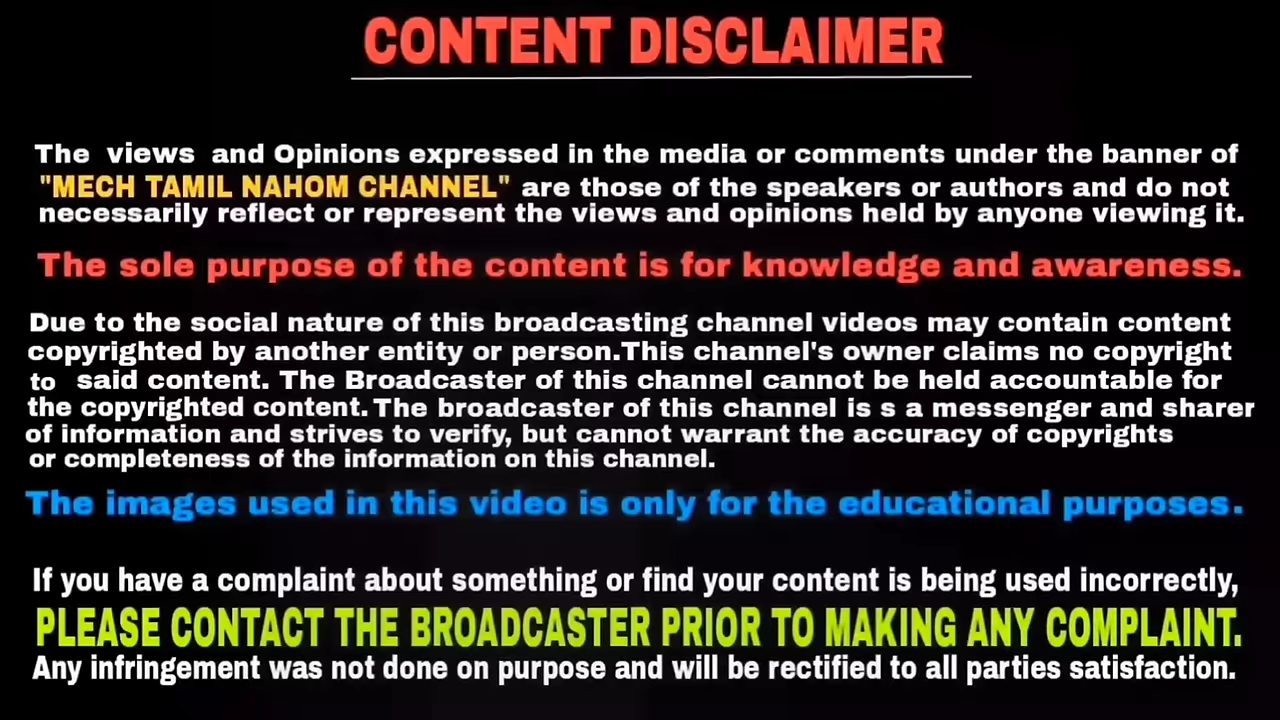 CONTENT DISCLAIMER
The views and Opinions expressed in the media or comments under the banner of
"MECH TAMIL NAHOM CHANNEL" are those of the speakers or authors and do not
necessarily reflect or represent the views and opinions held by anyone viewing it.
The sole purpose of the content is for knowledge and awareness.
Due to the social nature of this broadcasting channel videos may contain content
copyrighted by another entity or person.This channel's owner claims no copyright
to said content. The Broadcaster of this channel cannot be held accountable for
the copyrighted content. The broadcaster of this channel is s a messenger and sharer
of information and strives to verify, but cannot warrant the accuracy of copyrights
or completeness of the information on this channel.
The images used in this video is only for the educational purposes.
If you have a complaint about something or find your content is being used incorrectly,
PLEASE CONTACT THE BROADCASTER PRIOR TO MAKING ANY COMPLAINT.
Any infringement was not done on purpose and will be rectified to all parties satisfaction.